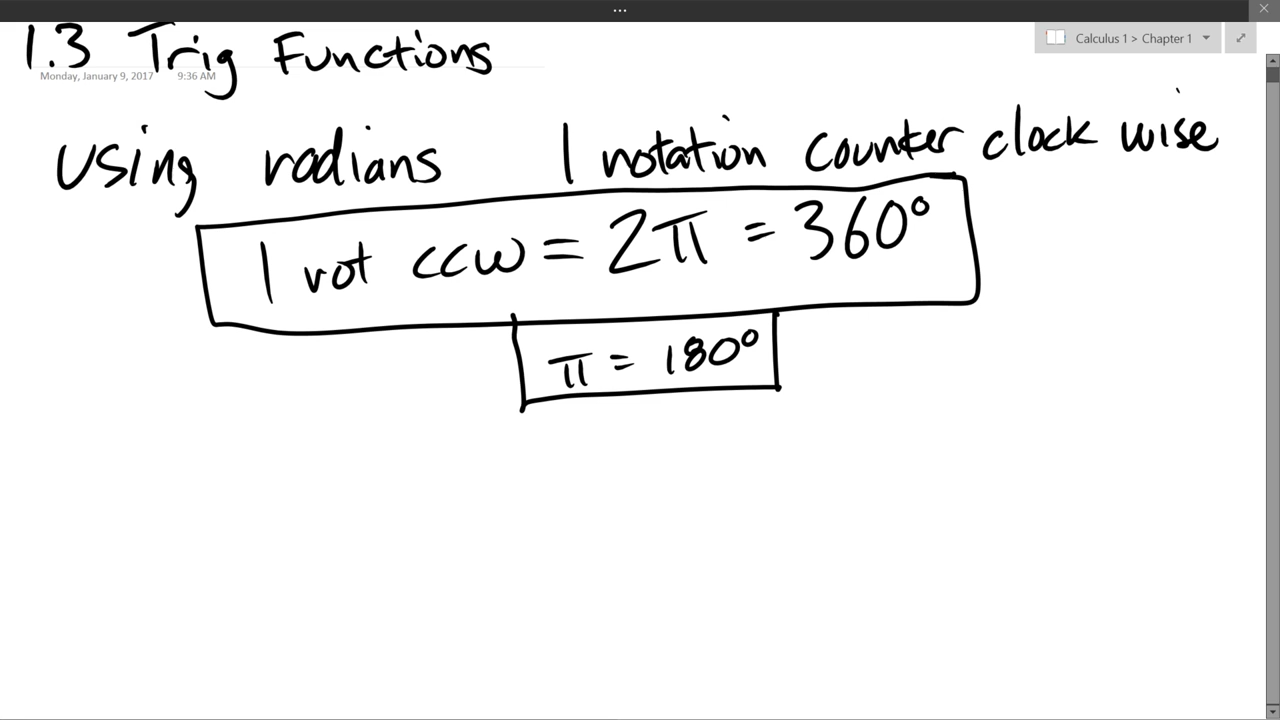 ...
1.3 Trig Functions
Calculus 1 > Chapter 1
Monday, January 9, 2017 9:36 AM
Using radians 1 rotation counter clock wise
1 rot ccw = 2π = 360°
π = 180°